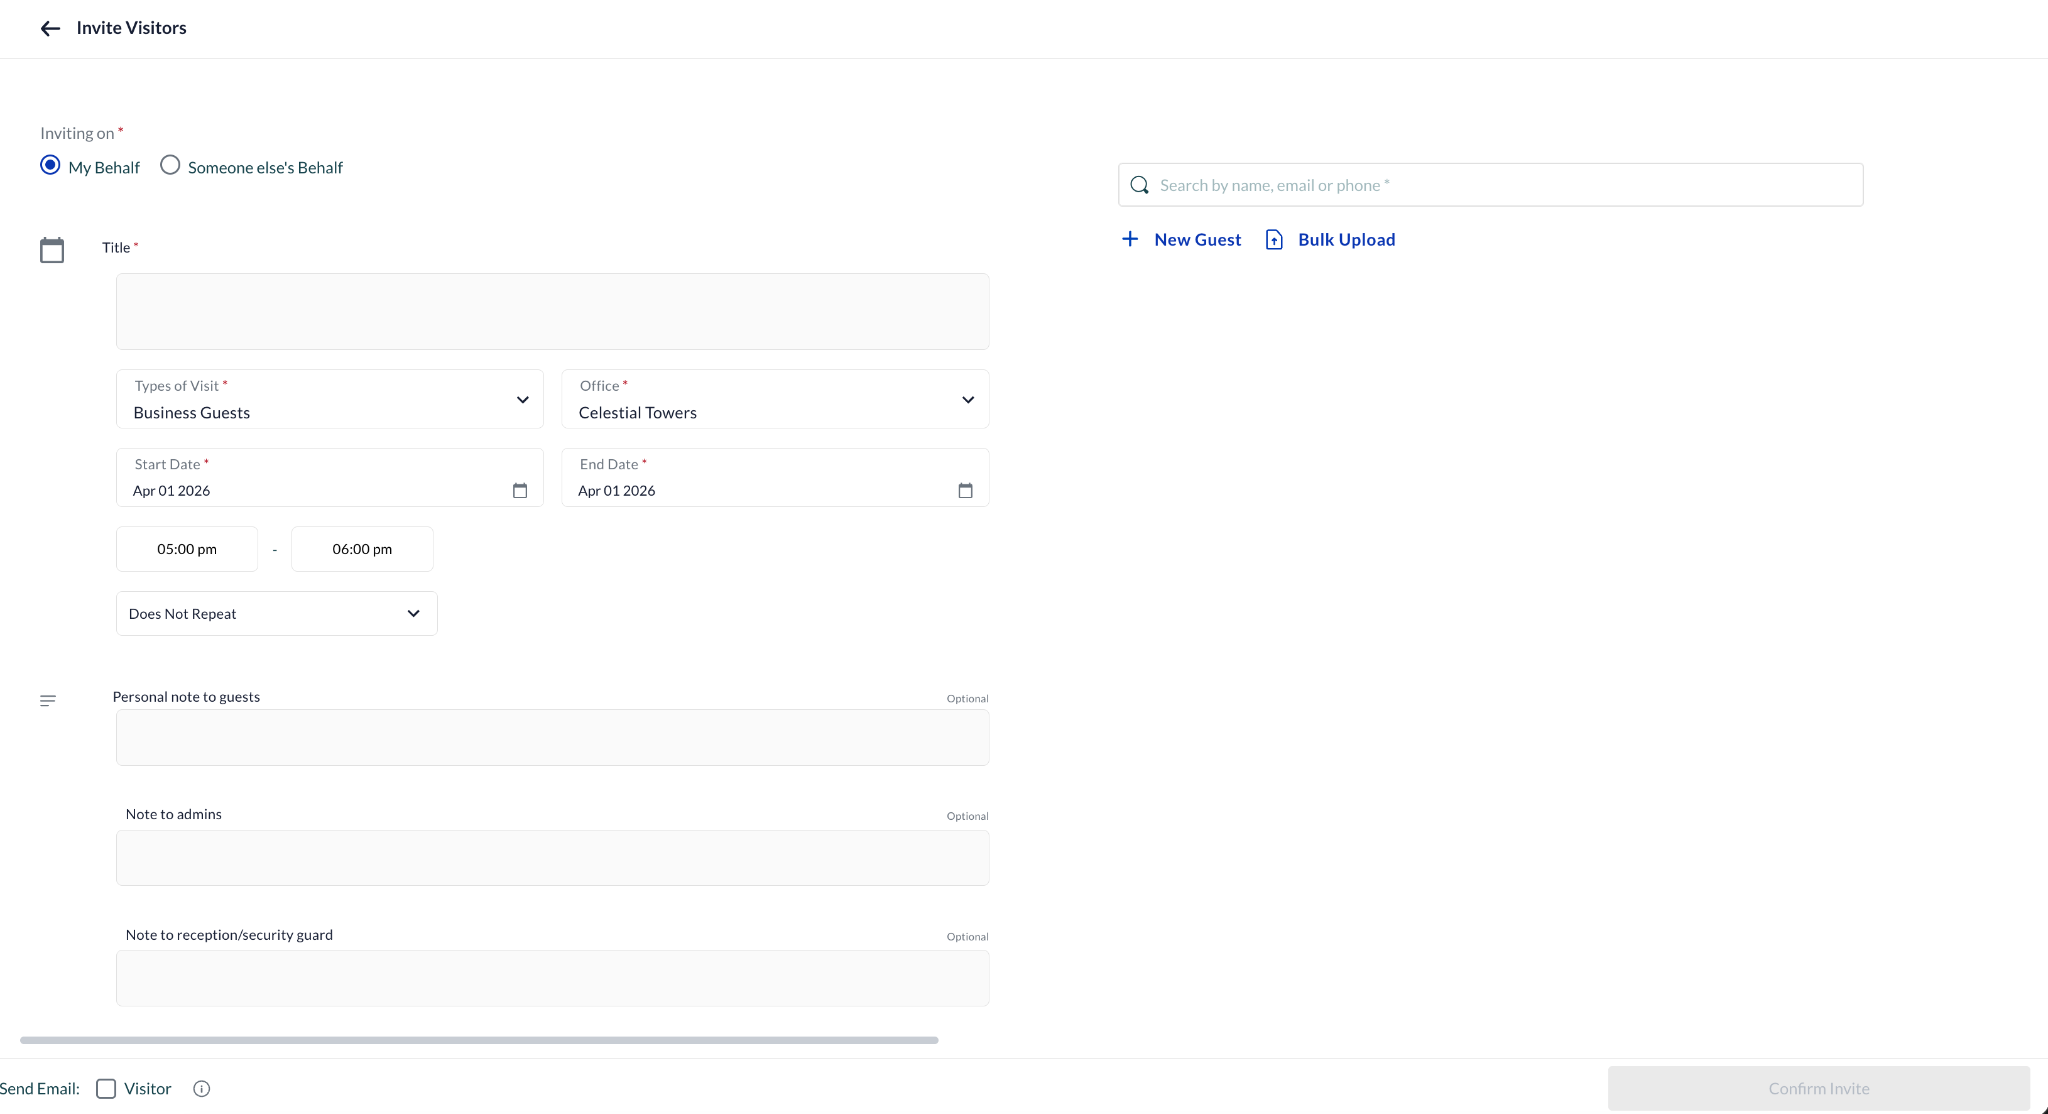 Invite Visitors
Inviting on *
My Behalf
Someone else's Behalf
Title *
Types of Visit *
Business Guests
Office *
Celestial Towers
Start Date *
Apr 01 2026
End Date *
Apr 01 2026
05:00 pm - 06:00 pm
Does Not Repeat
Personal note to guests
Optional
Note to admins
Optional
Note to reception/security guard
Optional
Search by name, email or phone *
New Guest
Bulk Upload
Send Email:
Visitor
Confirm Invite